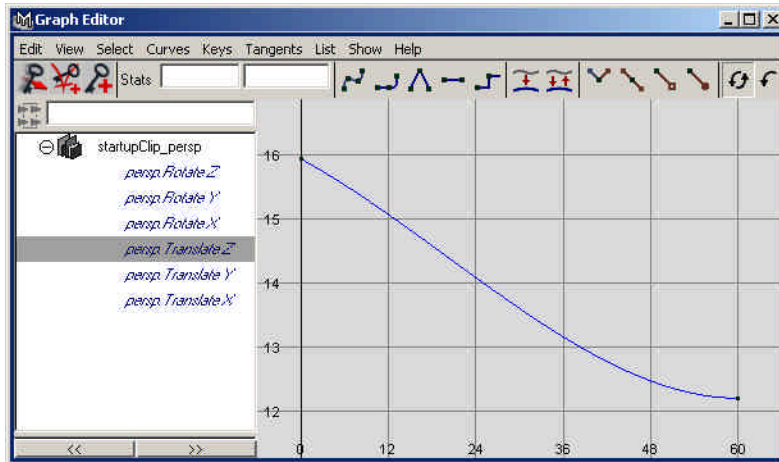 Graph Editor
Edit View Select Curves Keys Tangents List Show Help
Stats
startupClip_persp
persp.Rotate Z
persp.Rotate Y
persp.Rotate X
persp.Translate Z
persp.Translate Y
persp.Translate X
16
15
14
13
12
0 12 24 36 48 60
<< >>